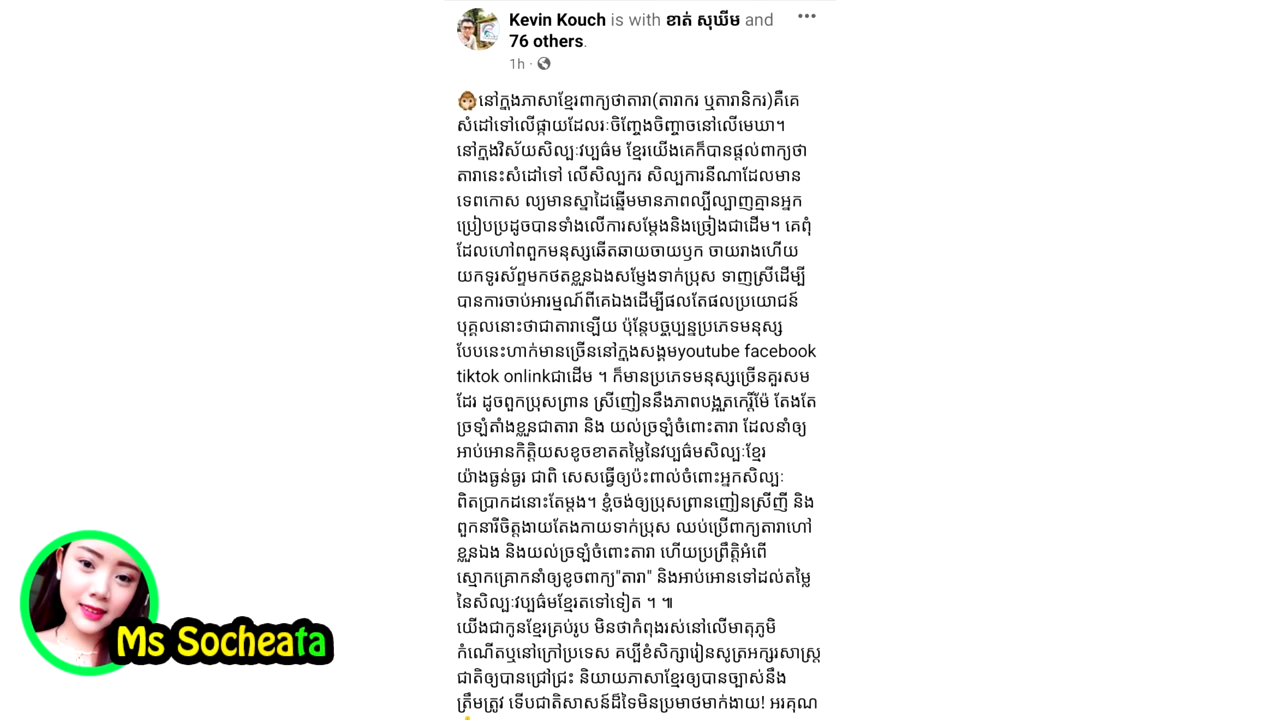 Kevin Kouch is with ខាត់ សុឃីម and
76 others.
1h ·
នៅក្នុងភាសាខ្មែរពាក្យថាតារា(តារាករ ឬតារានិករ)គឺគេ
សំដៅទៅលើផ្កាយដែលរះចិញ្ចែងចិញ្ចាចនៅលើមេឃា។
នៅក្នុងវិស័យសិល្បៈវប្បធម៌ ខ្មែរយើងគេក៏បានផ្ដល់ពាក្យថា
តារានេះសំដៅទៅ លើសិល្បករ សិល្បការនីណាដែលមាន
ទេពកោស ល្យមានស្នាដៃឆ្នើមមានភាពល្បីល្បាញគ្មានអ្នក
ប្រៀបប្រដូចបានទាំងលើការសម្ដែងនិងច្រៀងជាដើម។ គេពុំ
ដែលហៅពពួកមនុស្សឆើតឆាយចាយឫក ចាយរាងហើយ
យកទូរស័ព្ទមកថតខ្លួនឯងសម្ញែងទាក់ប្រុស ទាញស្រីដើម្បី
បានការចាប់អារម្មណ៍ពីគេឯងដើម្បីផលតែផលប្រយោជន៍
បុគ្គលនោះថាជាតារាឡើយ ប៉ុន្តែបច្ចុប្បន្នប្រភេទមនុស្ស
បែបនេះហាក់មានច្រើននៅក្នុងសង្គមyoutube facebook
tiktok onlinkជាដើម ។ ក៏មានប្រភេទមនុស្សច្រើនគួរសម
ដែរ ដូចពួកប្រុសព្រាន ស្រីញៀននឹងភាពបង្អួតកេរ្តិ៍ម៉ែ តែងតែ
ច្រឡំតាំងខ្លួនជាតារា និង យល់ច្រឡំចំពោះតារា ដែលនាំឲ្យ
អាប់អោនកិត្តិយសខូចខាតតម្លៃនៃវប្បធ៌មសិល្បៈខ្មែរ
យ៉ាងធ្ងន់ធ្ងរ ជាពិ សេសធ្វើឲ្យប៉ះពាល់ចំពោះអ្នកសិល្បៈ
ពិតប្រាកដនោះតែម្ដង។ ខ្ញុំចង់ឲ្យប្រុសព្រានញៀនស្រីញី និង
ពួកនារីចិត្តងាយតែងកាយទាក់ប្រុស ឈប់ប្រើពាក្យតារាហៅ
ខ្លួនឯង និងយល់ច្រឡំចំពោះតារា ហើយប្រព្រឹត្តិអំពើ
ស្មោកគ្រោកនាំឲ្យខូចពាក្យ"តារា" និងអាប់អោនទៅដល់តម្លៃ
នៃសិល្បៈវប្បធម៌ខ្មែរតទៅទៀត ។ ៕
យើងជាកូនខ្មែរគ្រប់រូប មិនថាកំពុងរស់នៅលើមាតុភូមិ
កំណើតឬនៅក្រៅប្រទេស គប្បីខំសិក្សារៀនសូត្រអក្សរសាស្ត្រ
ជាតិឲ្យបានជ្រៅជ្រះ និយាយភាសាខ្មែរឲ្យបានច្បាស់នឹង
ត្រឹមត្រូវ ទើបជាតិសាសន៍ដ៏ទៃមិនប្រមាថមាក់ងាយ! អរគុណ
Ms Socheata